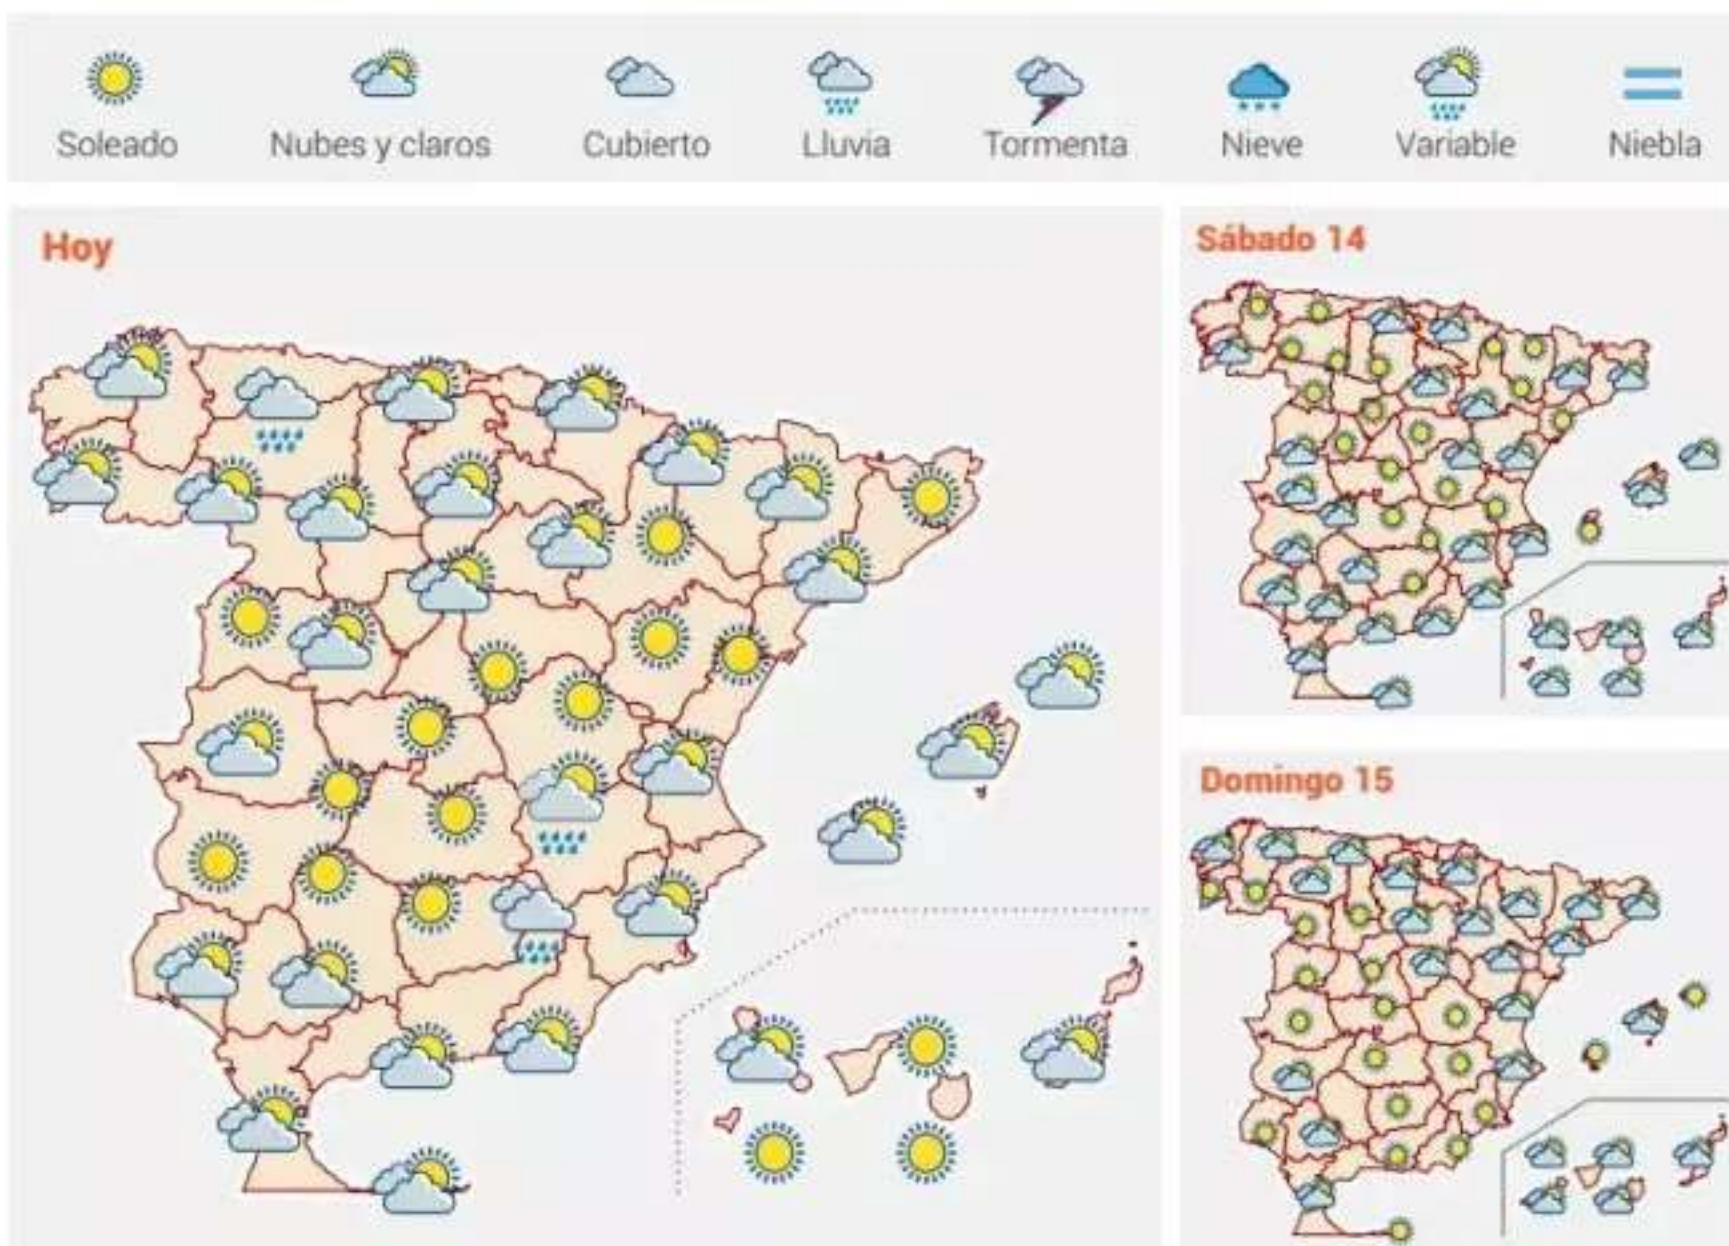 Soleado
Nubes y claros
Cubierto
Lluvia
Tormenta
Nieve
Variable
Niebla
Hoy
Sábado 14
Domingo 15